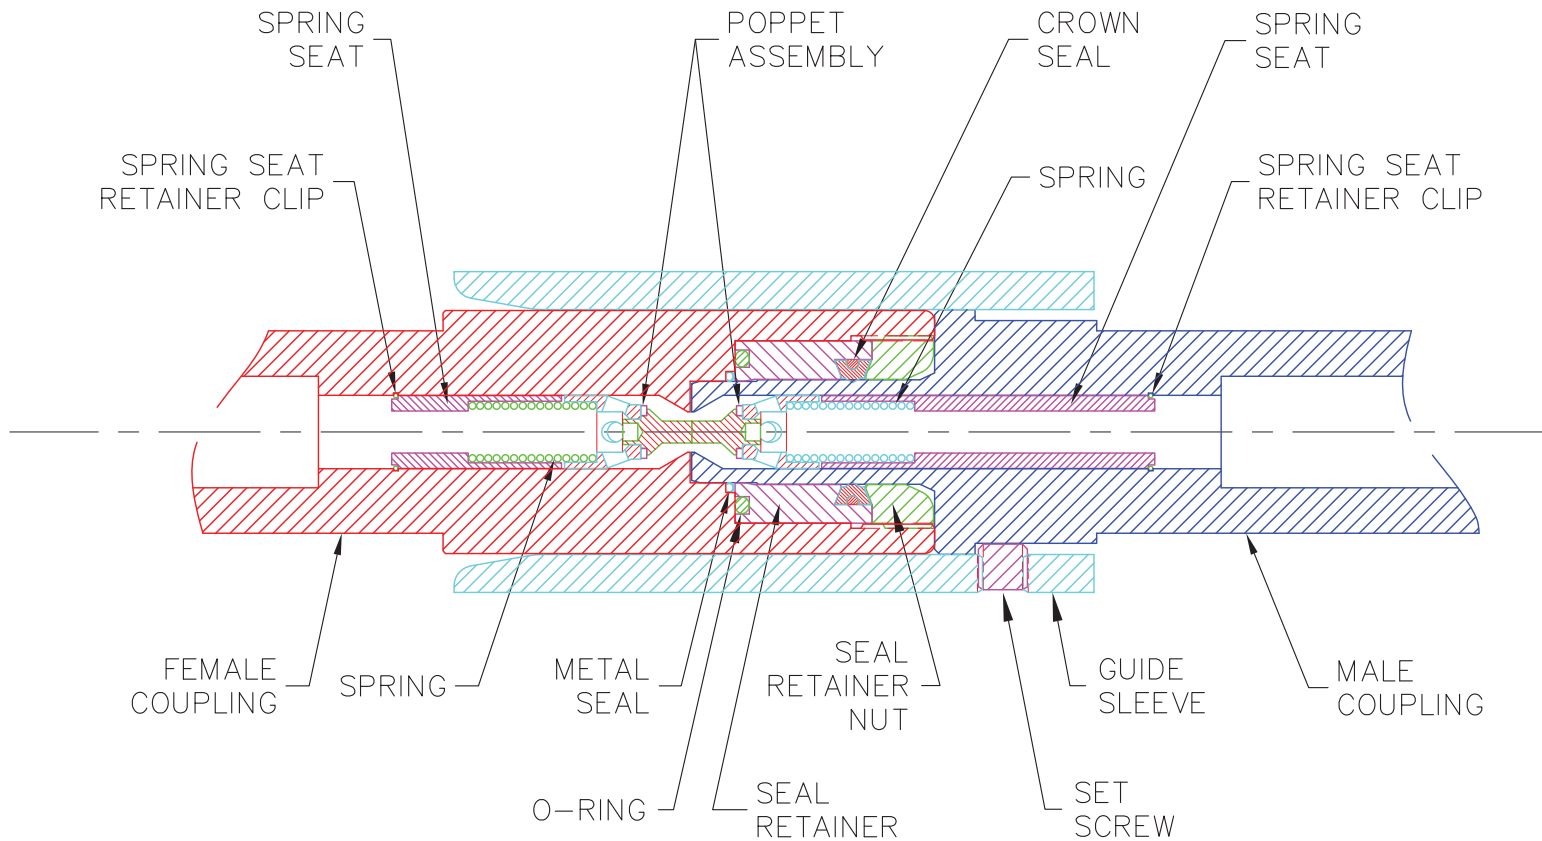 SPRING
SEAT
POPPET
ASSEMBLY
CROWN
SEAL
SPRING
SEAT
SPRING SEAT
RETAINER CLIP
SPRING
SPRING SEAT
RETAINER CLIP
FEMALE
COUPLING
SPRING
METAL
SEAL
SEAL
RETAINER
NUT
GUIDE
SLEEVE
MALE
COUPLING
O-RING
SEAL
RETAINER
SET
SCREW